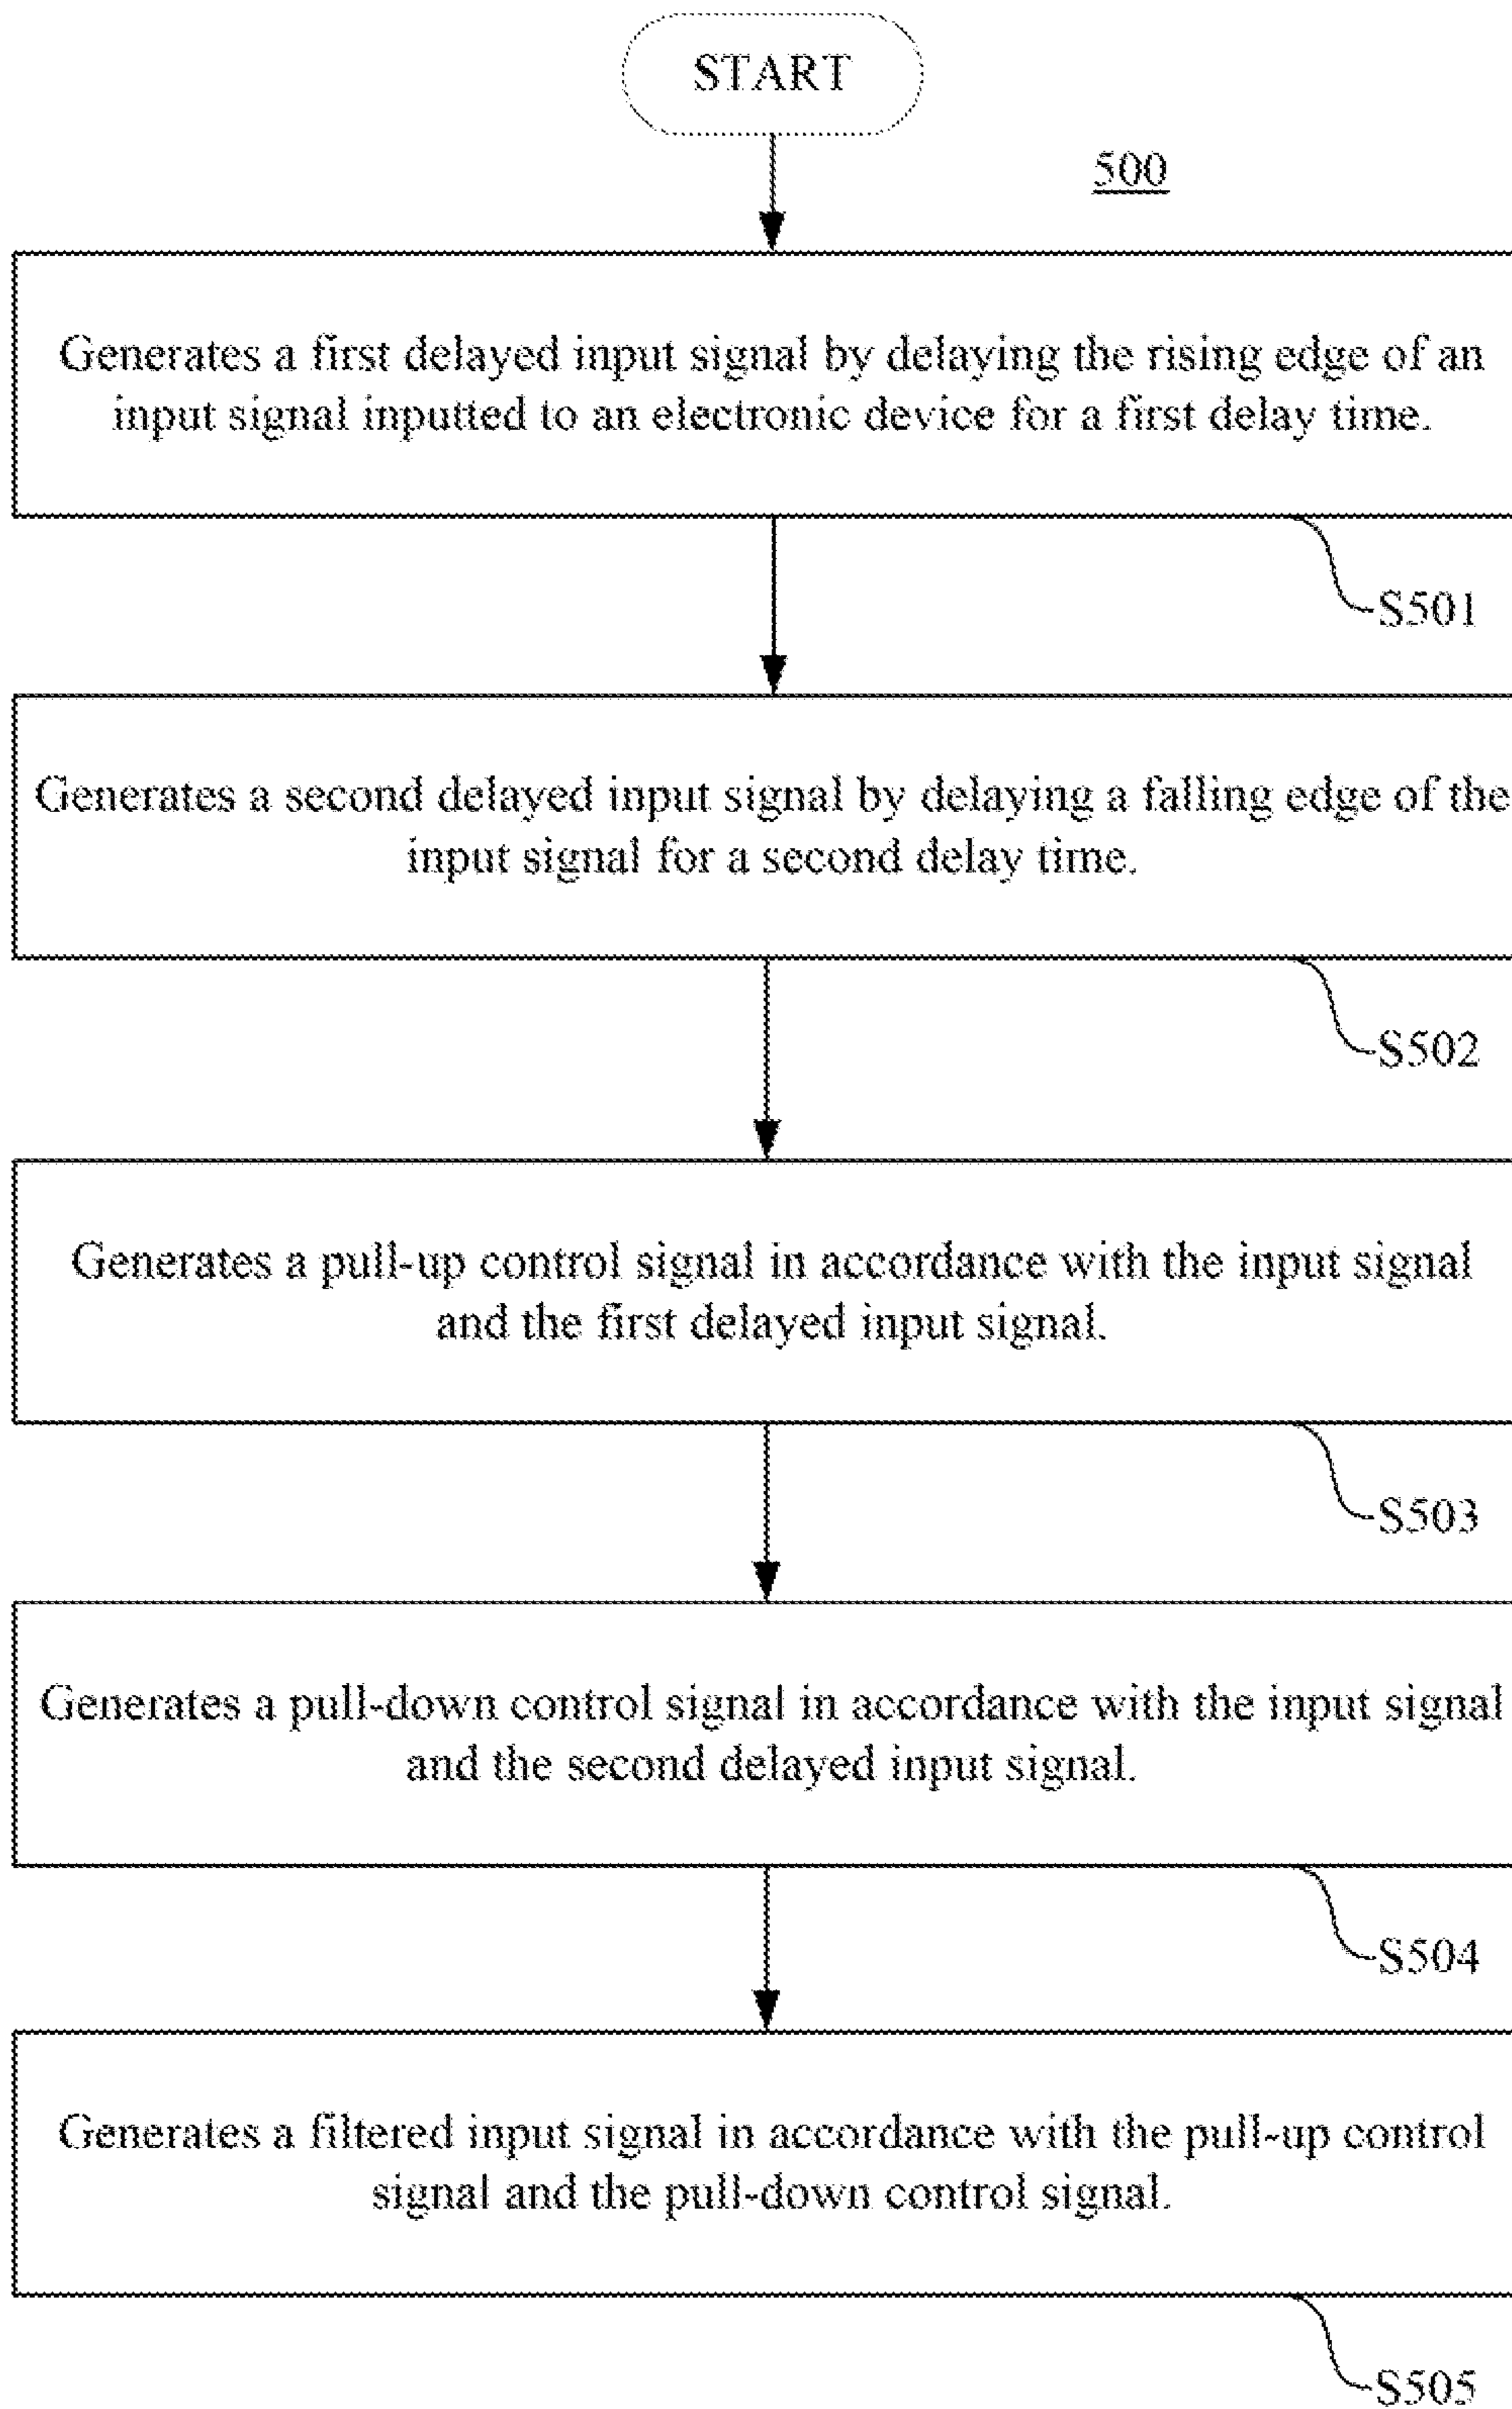 START
500
Generates a first delayed input signal by delaying the rising edge of an
input signal inputted to an electronic device for a first delay time.
S501
Generates a second delayed input signal by delaying a falling edge of the
input signal for a second delay time.
S502
Generates a pull-up control signal in accordance with the input signal
and the first delayed input signal.
S503
Generates a pull-down control signal in accordance with the input signal
and the second delayed input signal.
S504
Generates a filtered input signal in accordance with the pull-up control
signal and the pull-down control signal.
S505